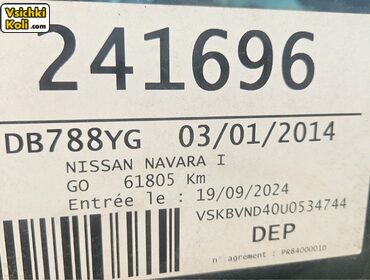 Vsichki
Koli .com
241696
DB788YG 03/01/2014
NISSAN NAVARA I
GO 61805 Km
Entrée le : 19/09/2024
VSKBVND40U0534744
DEP
n° agrement : PR8400001D